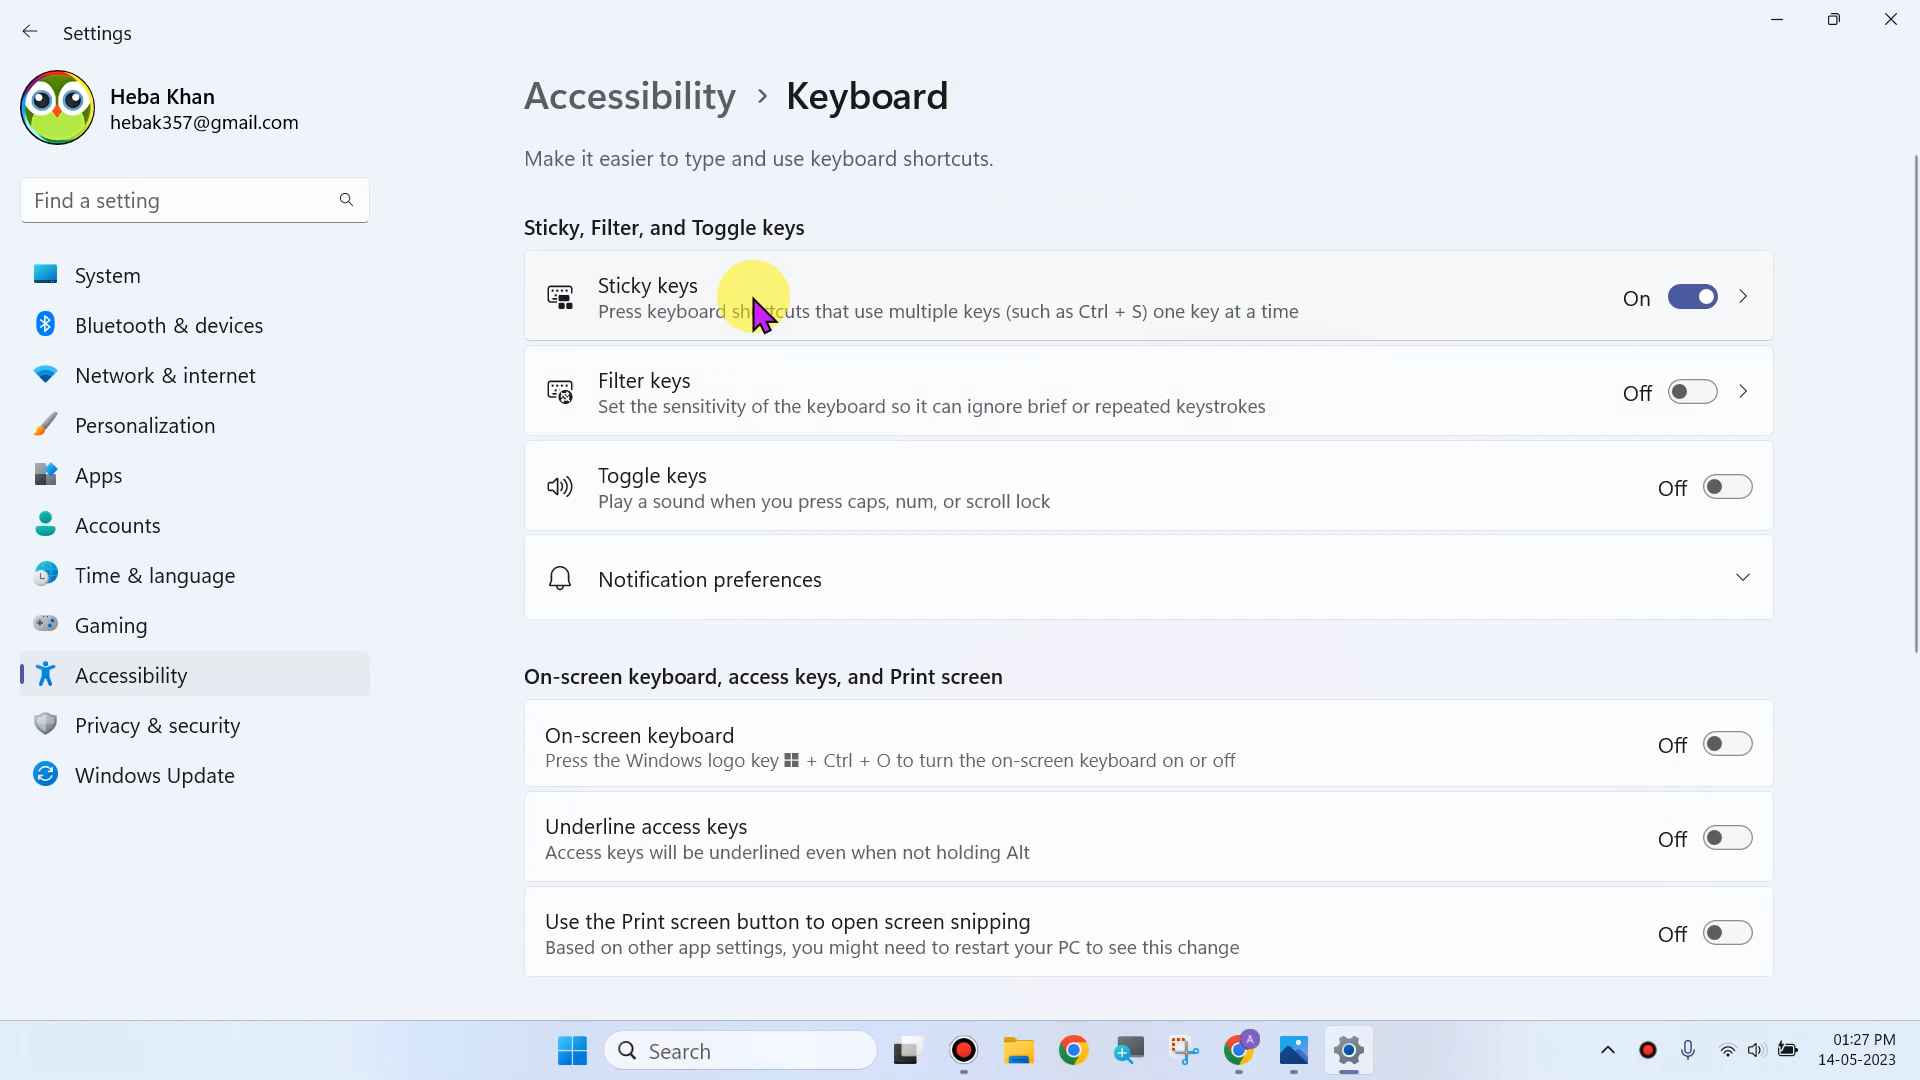 Settings
Heba Khan
hebak357@gmail.com
Find a setting
System
Bluetooth & devices
Network & internet
Personalization
Apps
Accounts
Time & language
Gaming
Accessibility
Privacy & security
Windows Update
Accessibility > Keyboard
Make it easier to type and use keyboard shortcuts.
Sticky, Filter, and Toggle keys
Sticky keys
Press keyboard shortcuts that use multiple keys (such as Ctrl + S) one key at a time
On
Filter keys
Set the sensitivity of the keyboard so it can ignore brief or repeated keystrokes
Off
Toggle keys
Play a sound when you press caps, num, or scroll lock
Off
Notification preferences
On-screen keyboard, access keys, and Print screen
On-screen keyboard
Press the Windows logo key + Ctrl + O to turn the on-screen keyboard on or off
Off
Underline access keys
Access keys will be underlined even when not holding Alt
Off
Use the Print screen button to open screen snipping
Based on other app settings, you might need to restart your PC to see this change
Off
Search
A
01:27 PM
14-05-2023